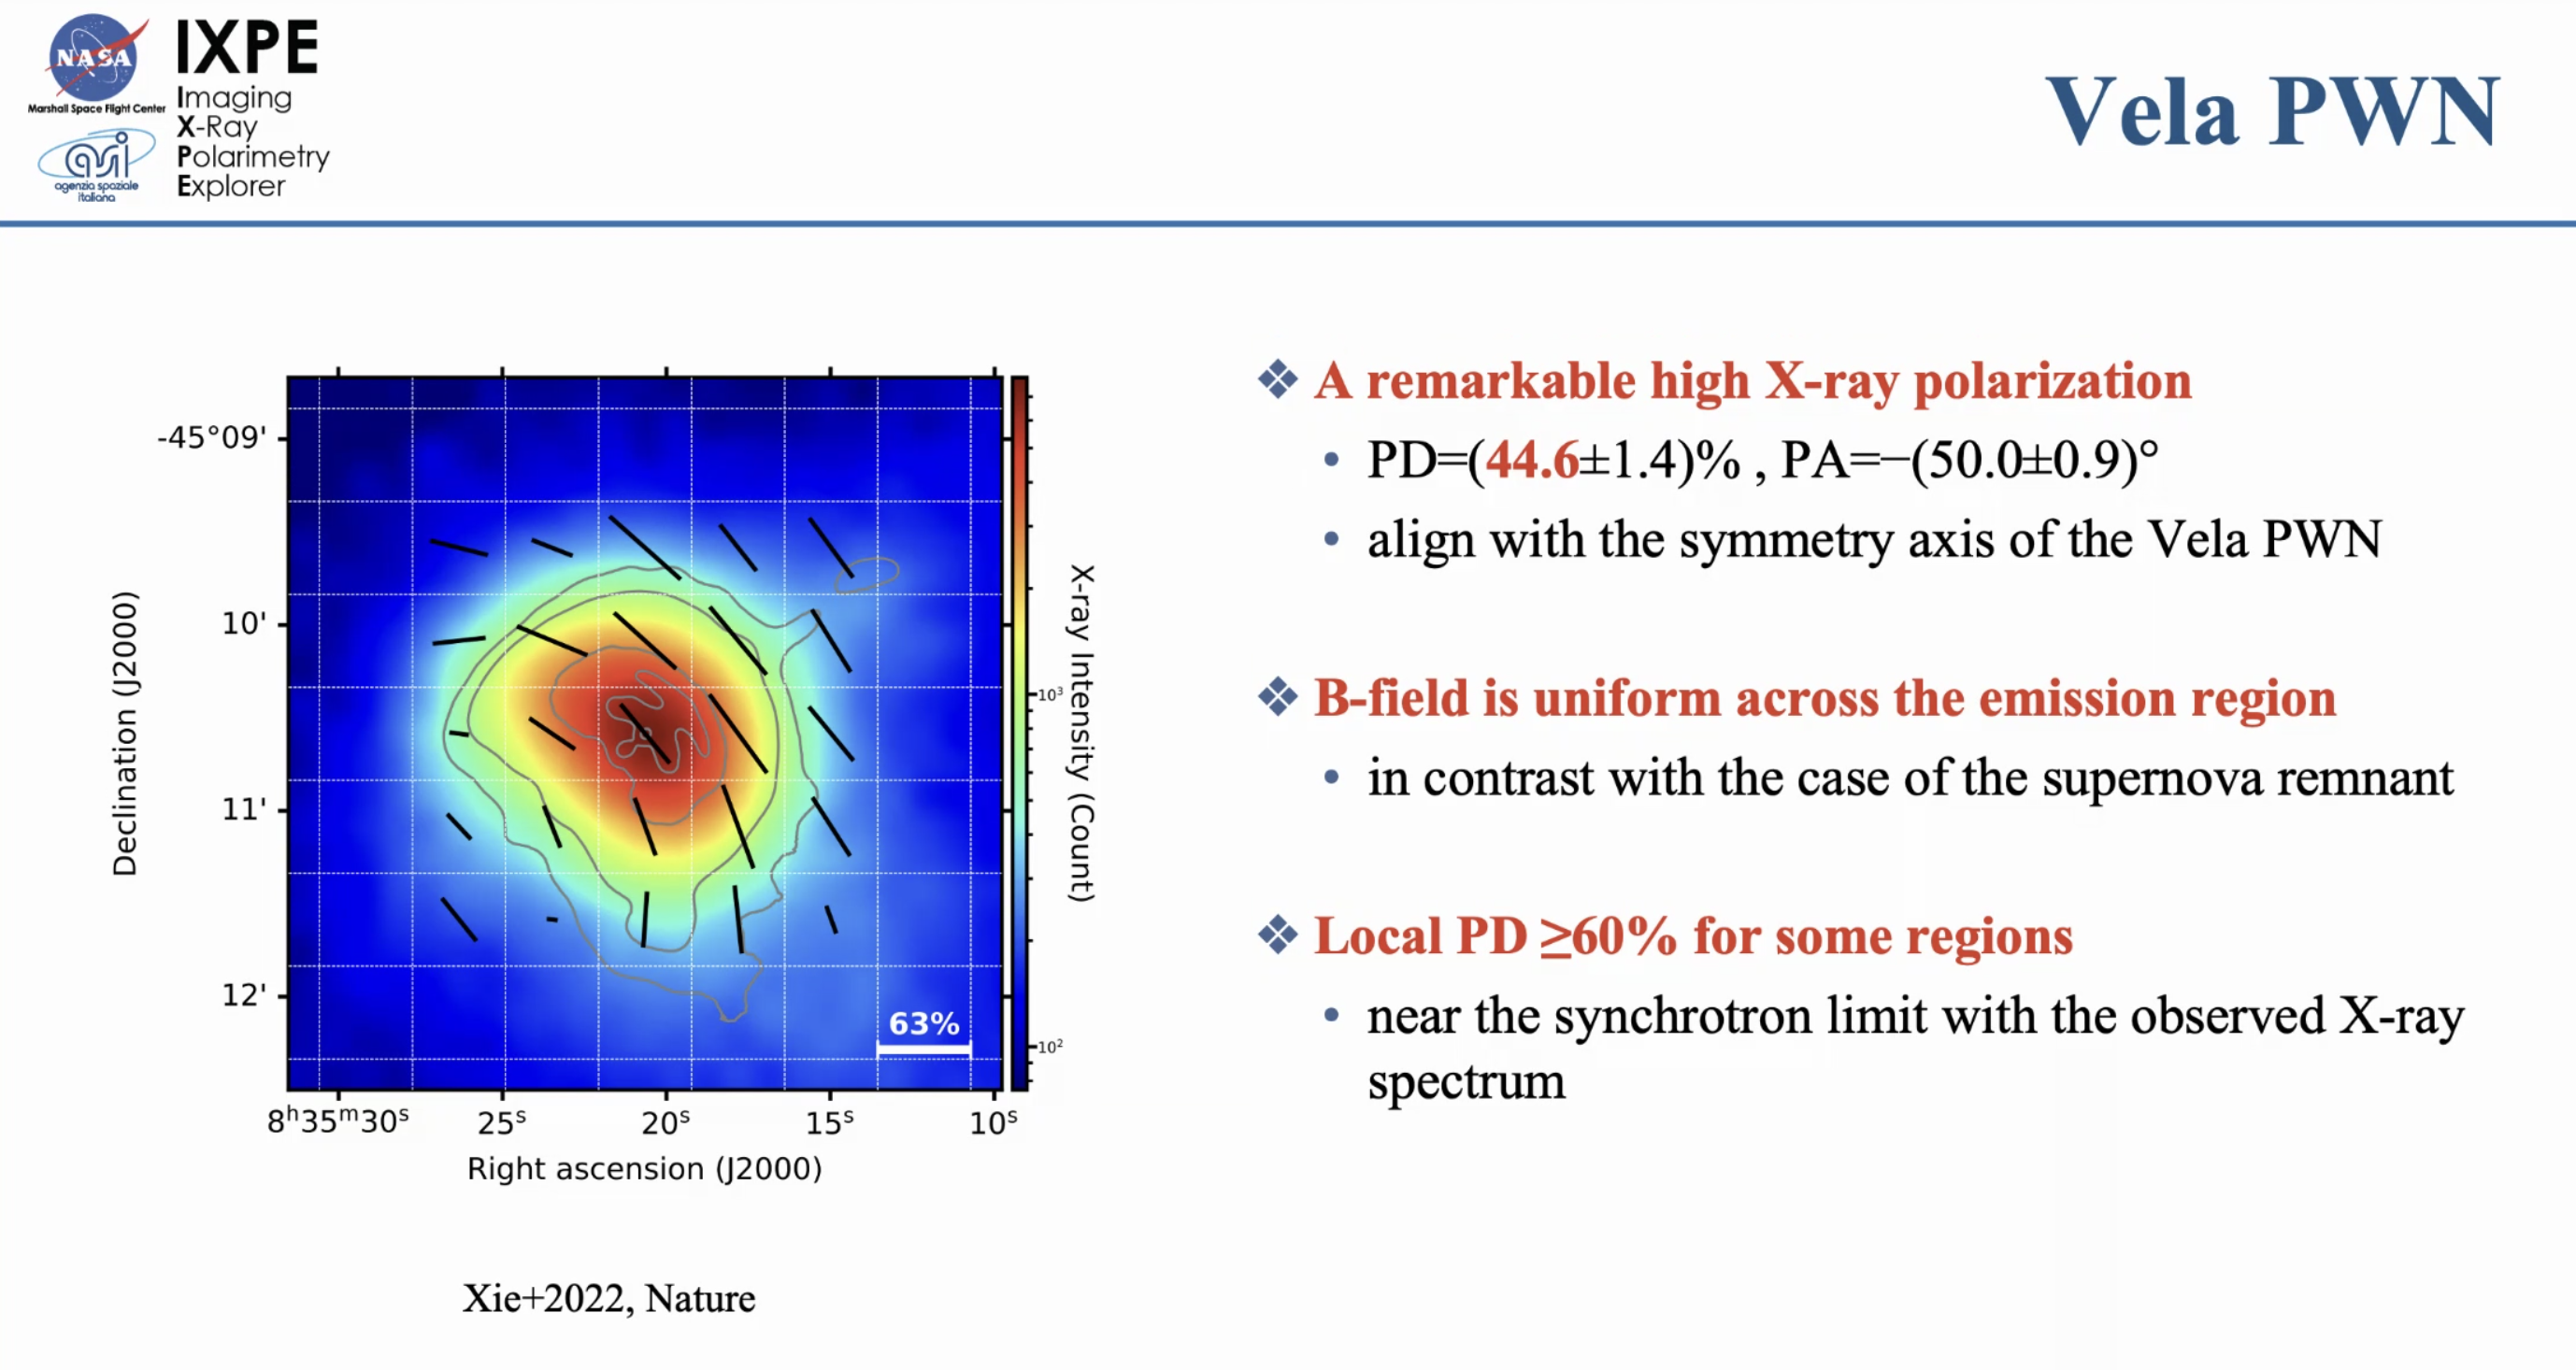 NASA
Marshall Space Flight Center
asi
agenzia spaziale
italiana
IXPE
Imaging
X-Ray
Polarimetry
Explorer
Vela PWN
-45°09'
10'
11'
12'
Declination (J2000)
63%
8ʰ35ᵐ30ˢ 25ˢ 20ˢ 15ˢ 10ˢ
Right ascension (J2000)
10³
10²
X-ray Intensity (Count)
Xie+2022, Nature
❖ A remarkable high X-ray polarization
• PD=(44.6±1.4)% , PA=−(50.0±0.9)°
• align with the symmetry axis of the Vela PWN
❖ B-field is uniform across the emission region
• in contrast with the case of the supernova remnant
❖ Local PD ≥60% for some regions
• near the synchrotron limit with the observed X-ray
spectrum